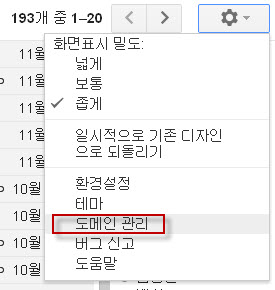 193개 중 1–20
화면표시 밀도:
11월
넓게
보통
11월
좁게
11월
일시적으로 기존 디자인
11월
으로 되돌리기
11월
환경설정
10월
테마
10월
도메인 관리
10월
버그 신고
10월
도움말
10월